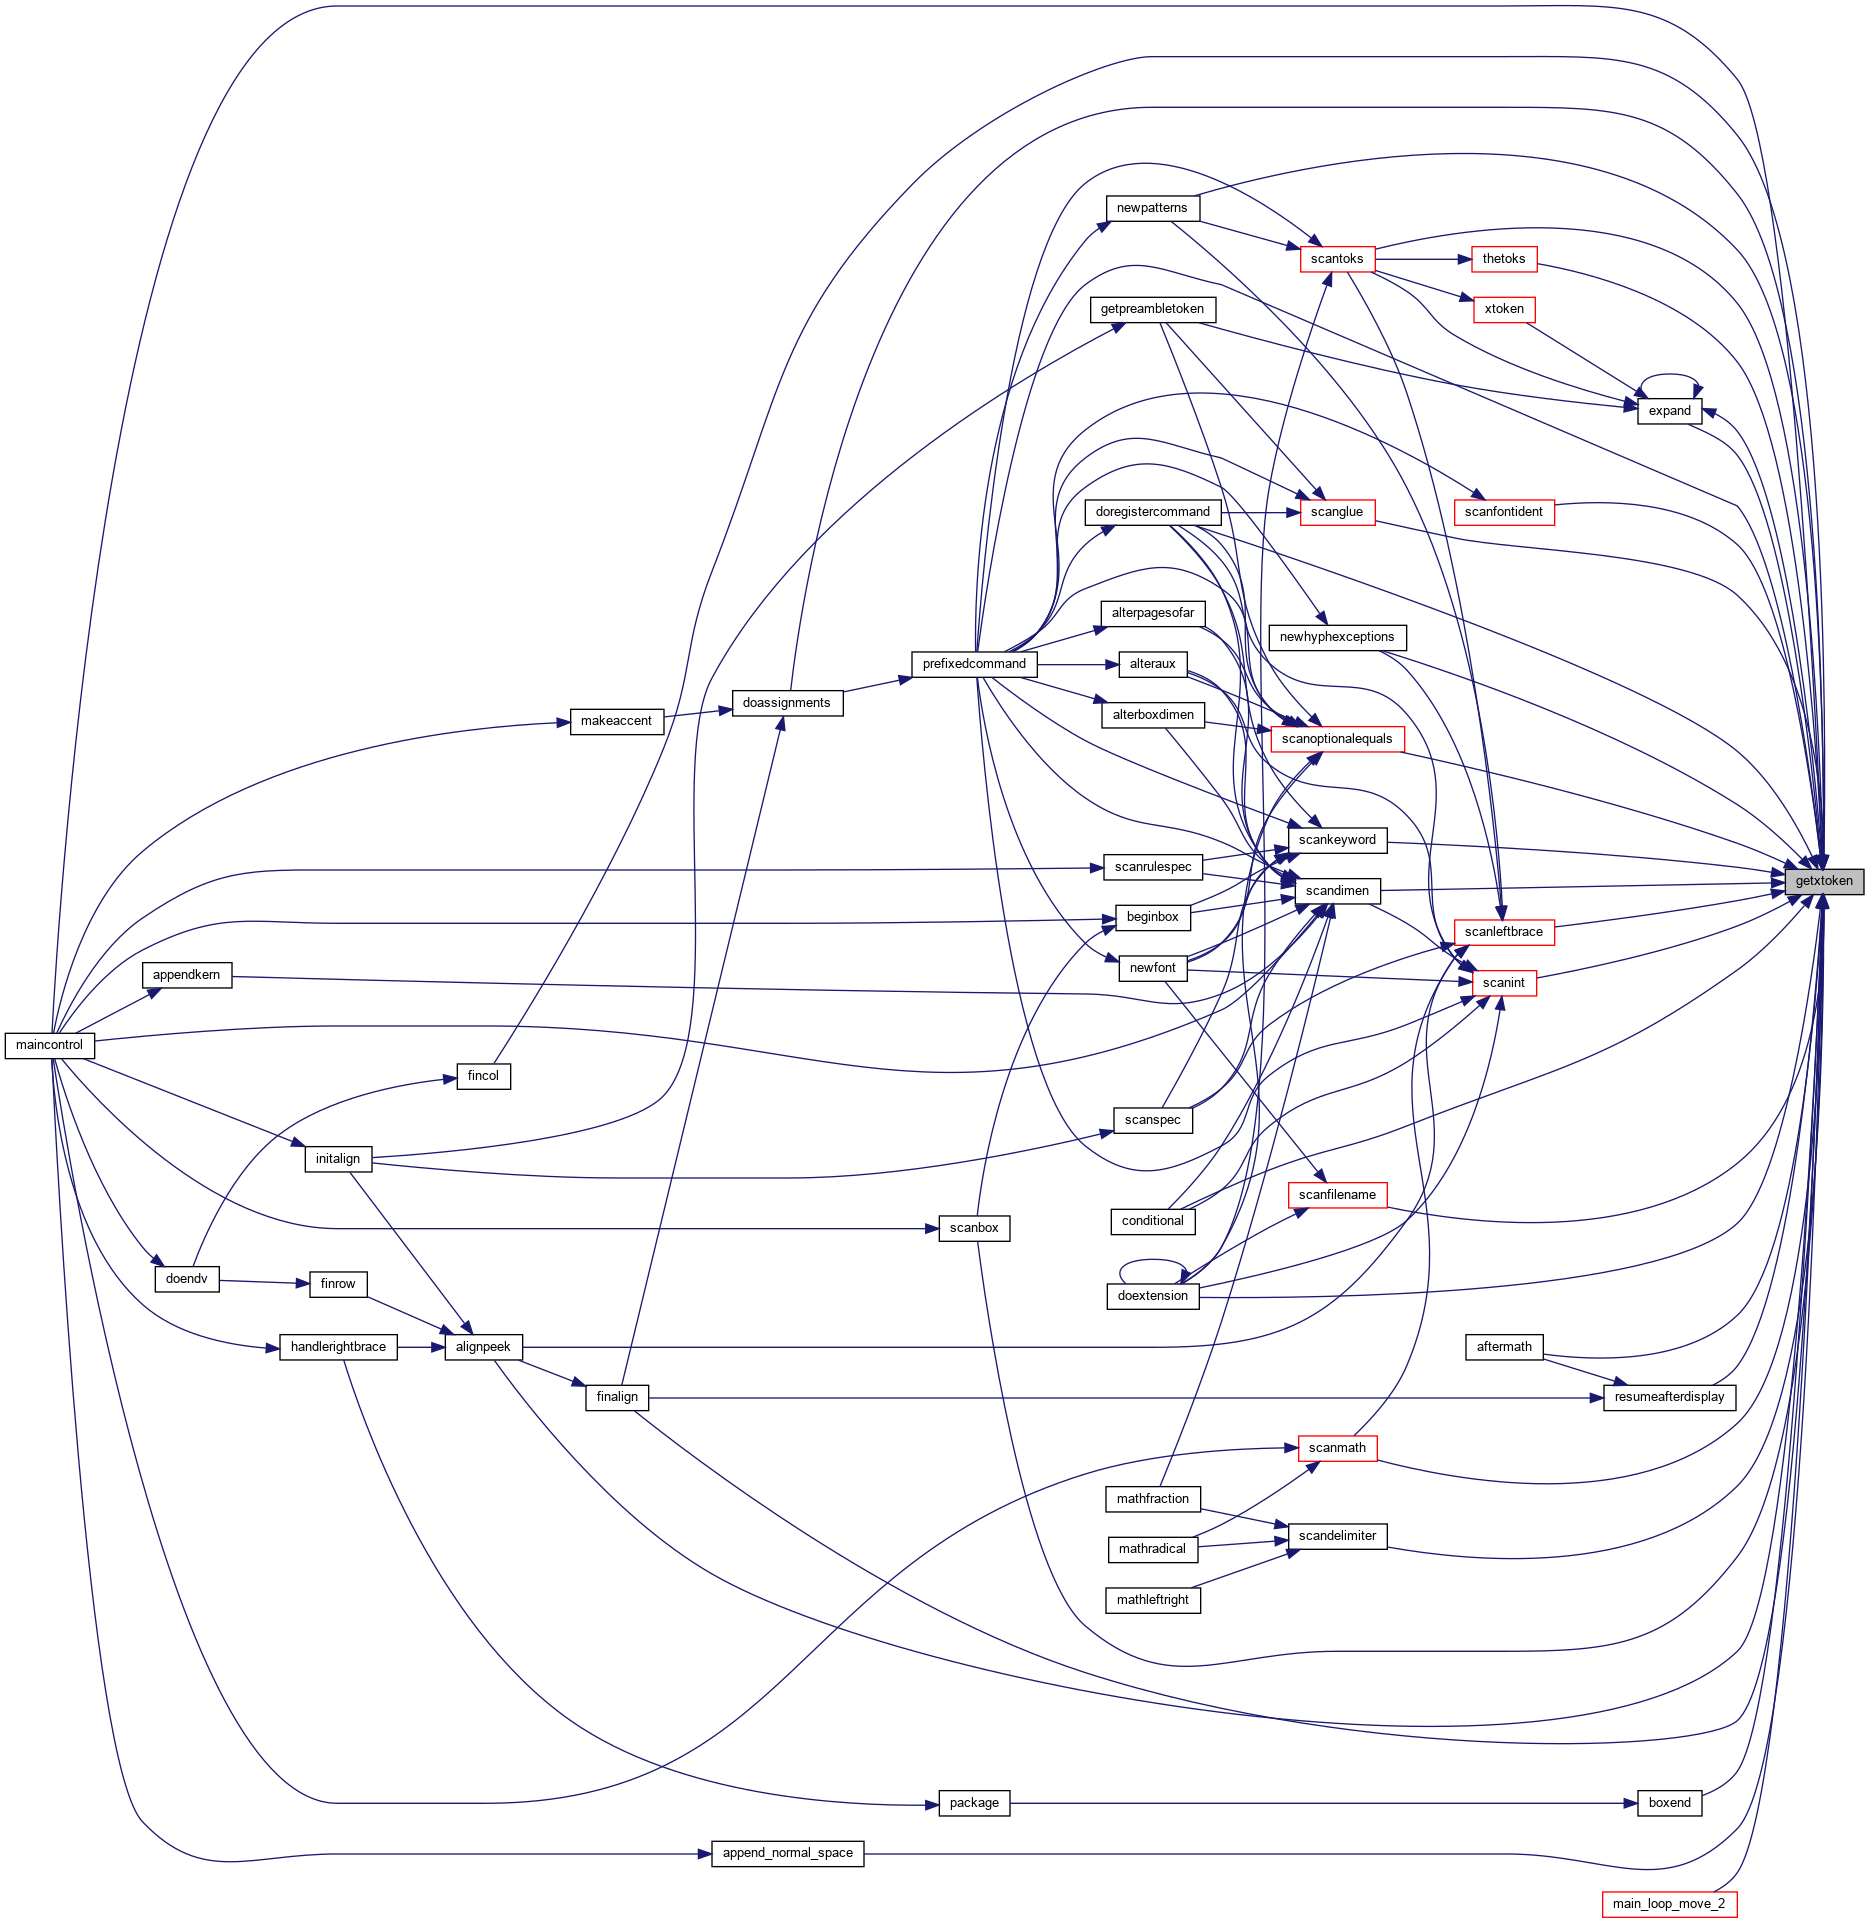 newpatterns
scantoks
thetoks
getpreambletoken
xtoken
expand
doregistercommand
scanglue
scanfontident
alterpagesofar
newhyphexceptions
prefixedcommand
alteraux
doassignments
makeaccent
alterboxdimen
scanoptionalequals
scankeyword
scanrulespec
getxtoken
scandimen
beginbox
scanleftbrace
appendkern
newfont
scanint
maincontrol
fincol
scanspec
initalign
scanfilename
scanbox
conditional
doendv
finrow
doextension
handlerightbrace
alignpeek
aftermath
finalign
resumeafterdisplay
scanmath
mathfraction
scandelimiter
mathradical
mathleftright
package
boxend
append_normal_space
main_loop_move_2